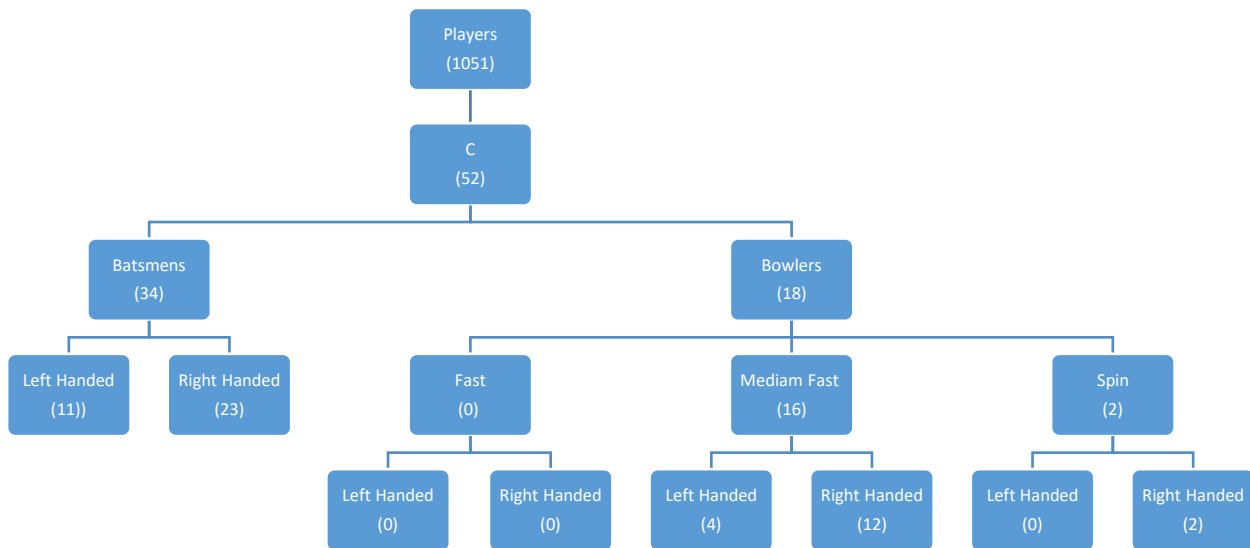 Players
(1051)
C
(52)
Batsmens
(34)
Bowlers
(18)
Left Handed
(11))
Right Handed
(23)
Fast
(0)
Mediam Fast
(16)
Spin
(2)
Left Handed
(0)
Right Handed
(0)
Left Handed
(4)
Right Handed
(12)
Left Handed
(0)
Right Handed
(2)